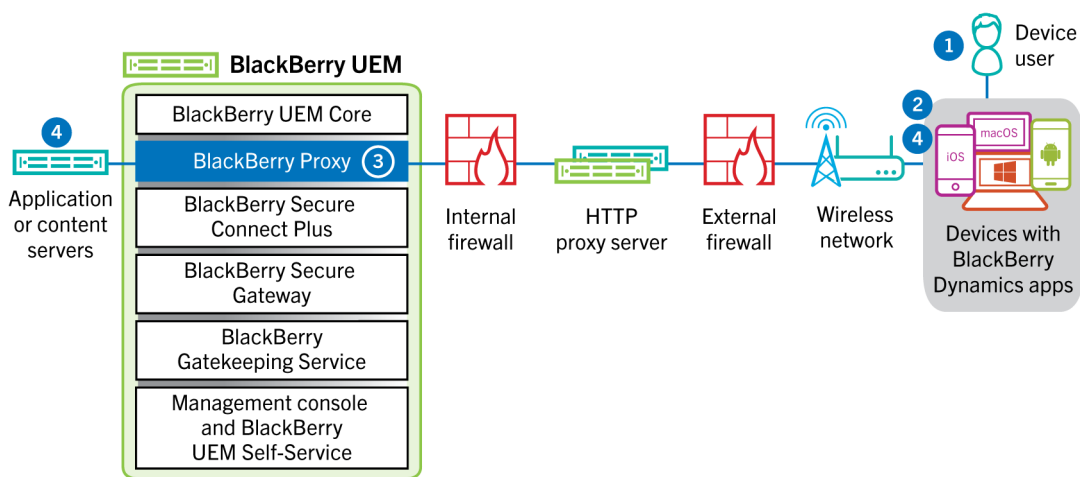 BlackBerry UEM
BlackBerry UEM Core
BlackBerry Proxy 3
BlackBerry Secure
Connect Plus
BlackBerry Secure
Gateway
BlackBerry
Gatekeeping Service
Management console
and BlackBerry
UEM Self-Service
4
Application
or content
servers
Internal
firewall
HTTP
proxy server
External
firewall
Wireless
network
1
Device
user
2
4
iOS
macOS
Devices with
BlackBerry
Dynamics apps